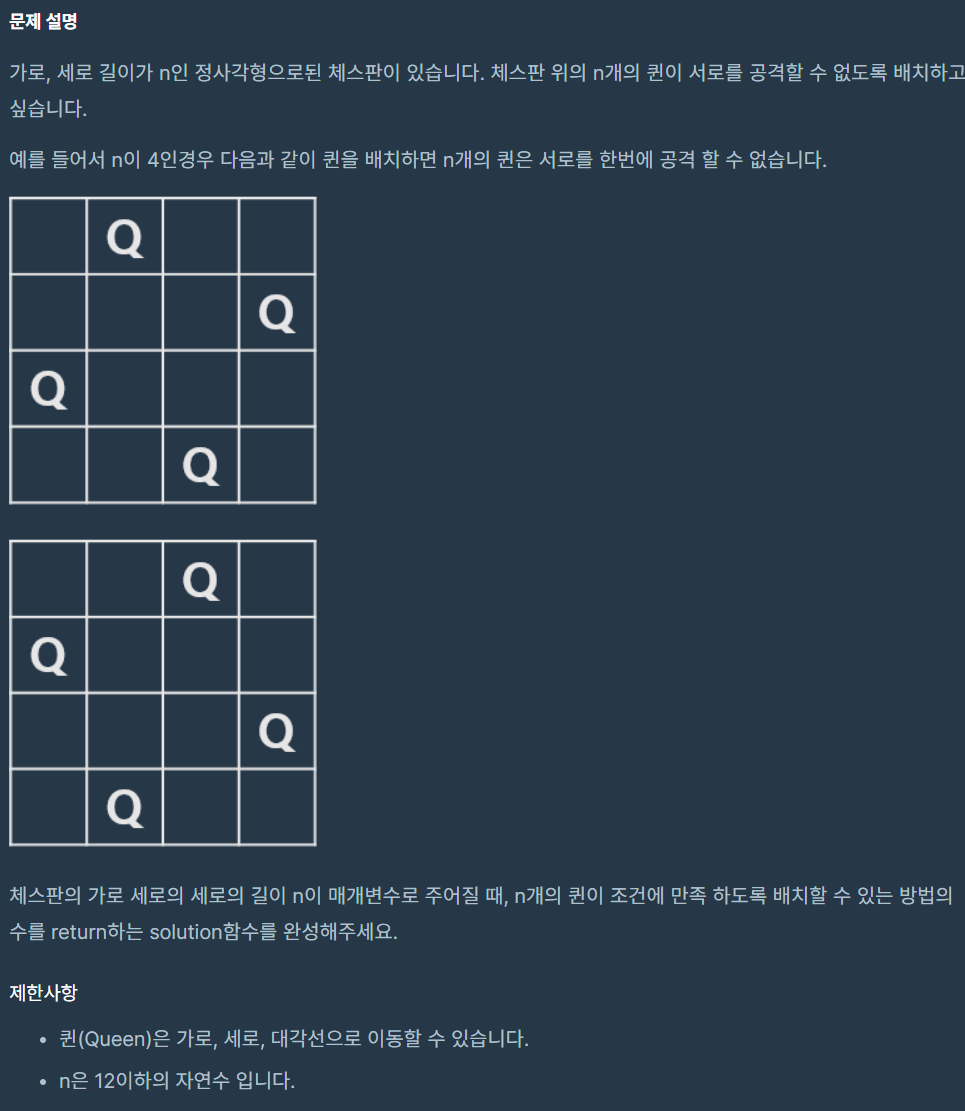 문제 설명
가로, 세로 길이가 n인 정사각형으로된 체스판이 있습니다. 체스판 위의 n개의 퀸이 서로를 공격할 수 없도록 배치하고
싶습니다.
예를 들어서 n이 4인경우 다음과 같이 퀸을 배치하면 n개의 퀸은 서로를 한번에 공격 할 수 없습니다.
Q
Q
Q
Q
Q
Q
Q
Q
체스판의 가로 세로의 세로의 길이 n이 매개변수로 주어질 때, n개의 퀸이 조건에 만족 하도록 배치할 수 있는 방법의
수를 return하는 solution함수를 완성해주세요.
제한사항
• 퀸(Queen)은 가로, 세로, 대각선으로 이동할 수 있습니다.
• n은 12이하의 자연수 입니다.